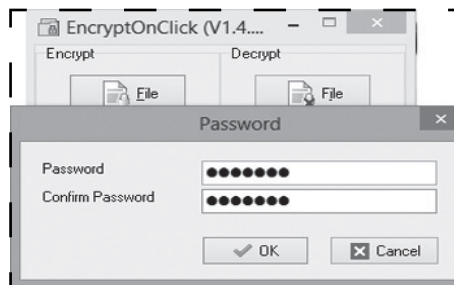 EncryptOnClick (V1.4....
Encrypt Decrypt
File File
Password
Password ●●●●●●●
Confirm Password ●●●●●●●
OK Cancel